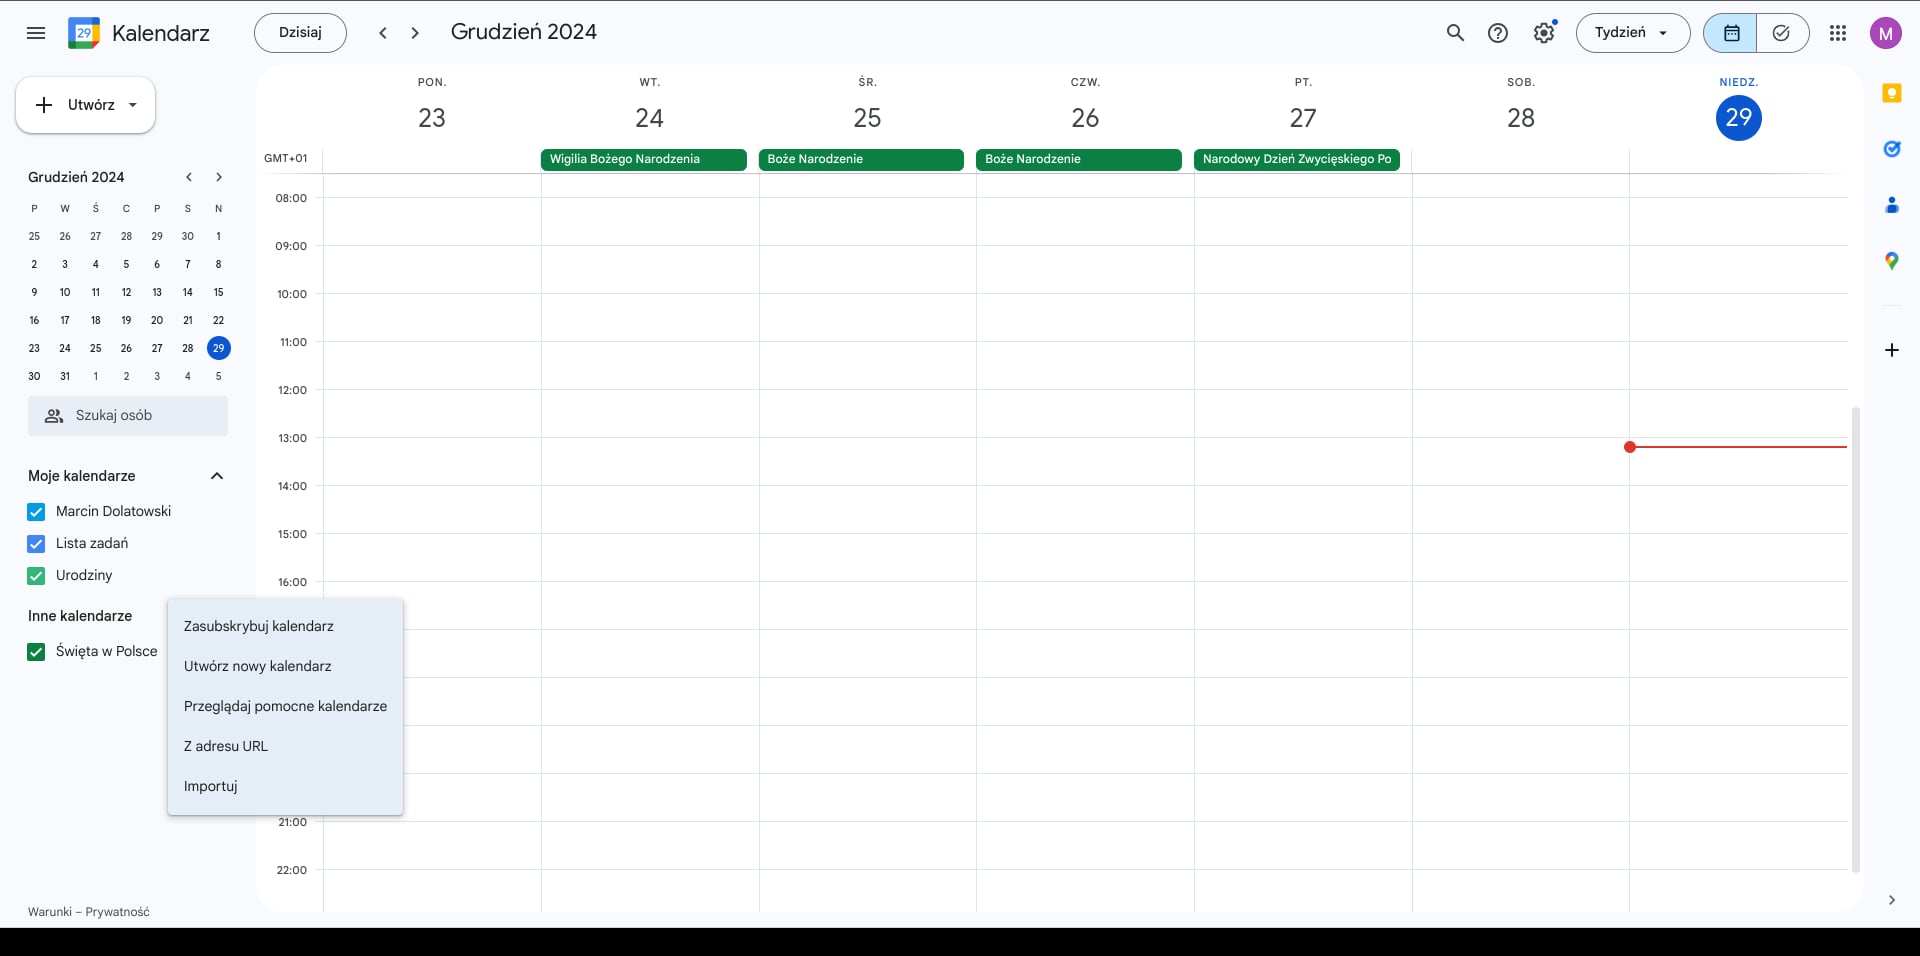 29
Kalendarz
Dzisiaj
Grudzień 2024
Tydzień
M
Utwórz
PON.
23
WT.
24
ŚR.
25
CZW.
26
PT.
27
SOB.
28
NIEDZ.
29
GMT+01
Wigilia Bożego Narodzenia
Boże Narodzenie
Boże Narodzenie
Narodowy Dzień Zwycięskiego Po
Grudzień 2024
P W Ś C P S N
25 26 27 28 29 30 1
2 3 4 5 6 7 8
9 10 11 12 13 14 15
16 17 18 19 20 21 22
23 24 25 26 27 28 29
30 31 1 2 3 4 5
Szukaj osób
Moje kalendarze
Marcin Dolatowski
Lista zadań
Urodziny
Inne kalendarze
Święta w Polsce
Zasubskrybuj kalendarz
Utwórz nowy kalendarz
Przeglądaj pomocne kalendarze
Z adresu URL
Importuj
08:00
09:00
10:00
11:00
12:00
13:00
14:00
15:00
16:00
21:00
22:00
Warunki – Prywatność